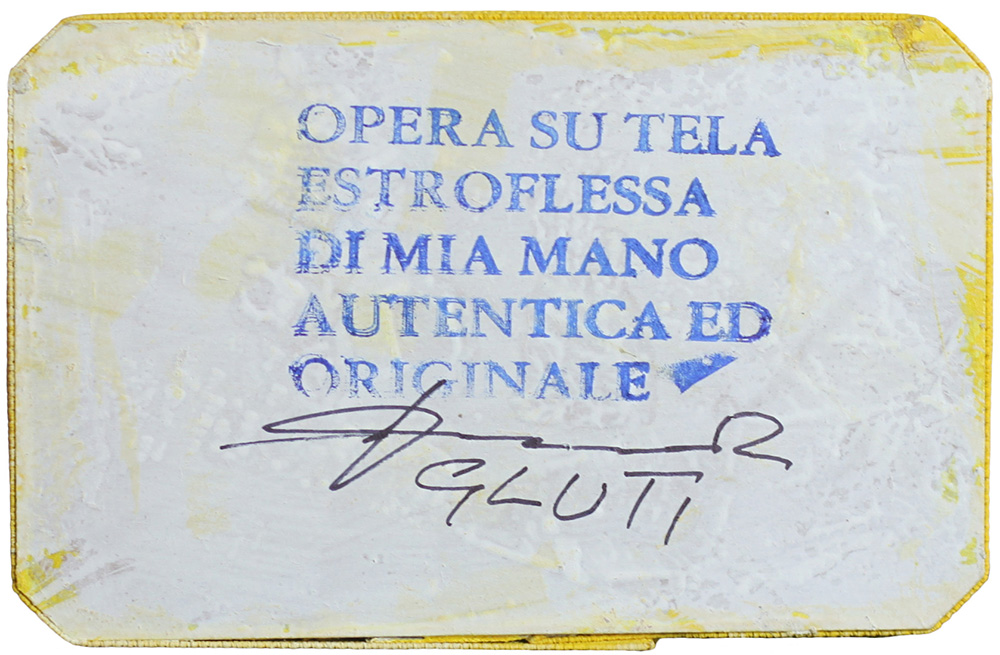 OPERA SU TELA
ESTROFLESSA
DI MIA MANO
AUTENTICA ED
ORIGINALE
GLUTI